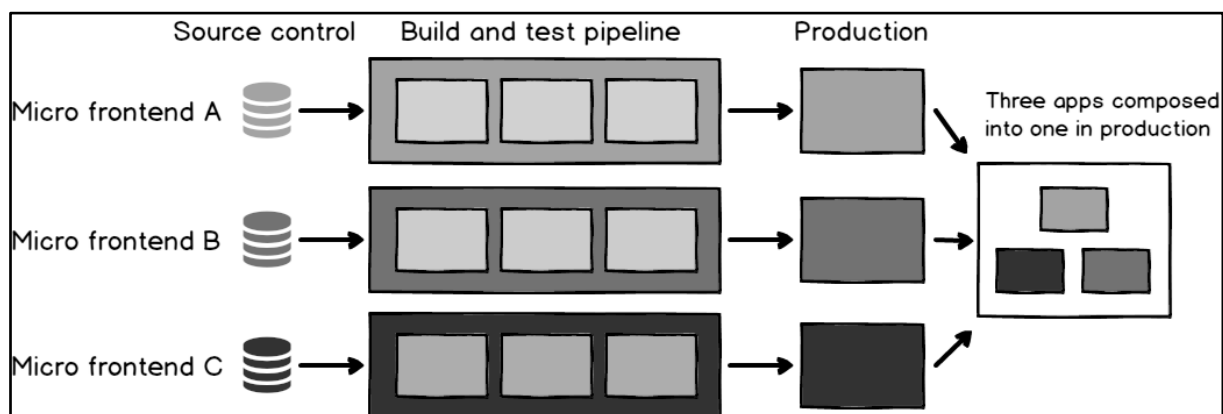 Source control
Build and test pipeline
Production
Micro frontend A
Three apps composed
into one in production
Micro frontend B
Micro frontend C